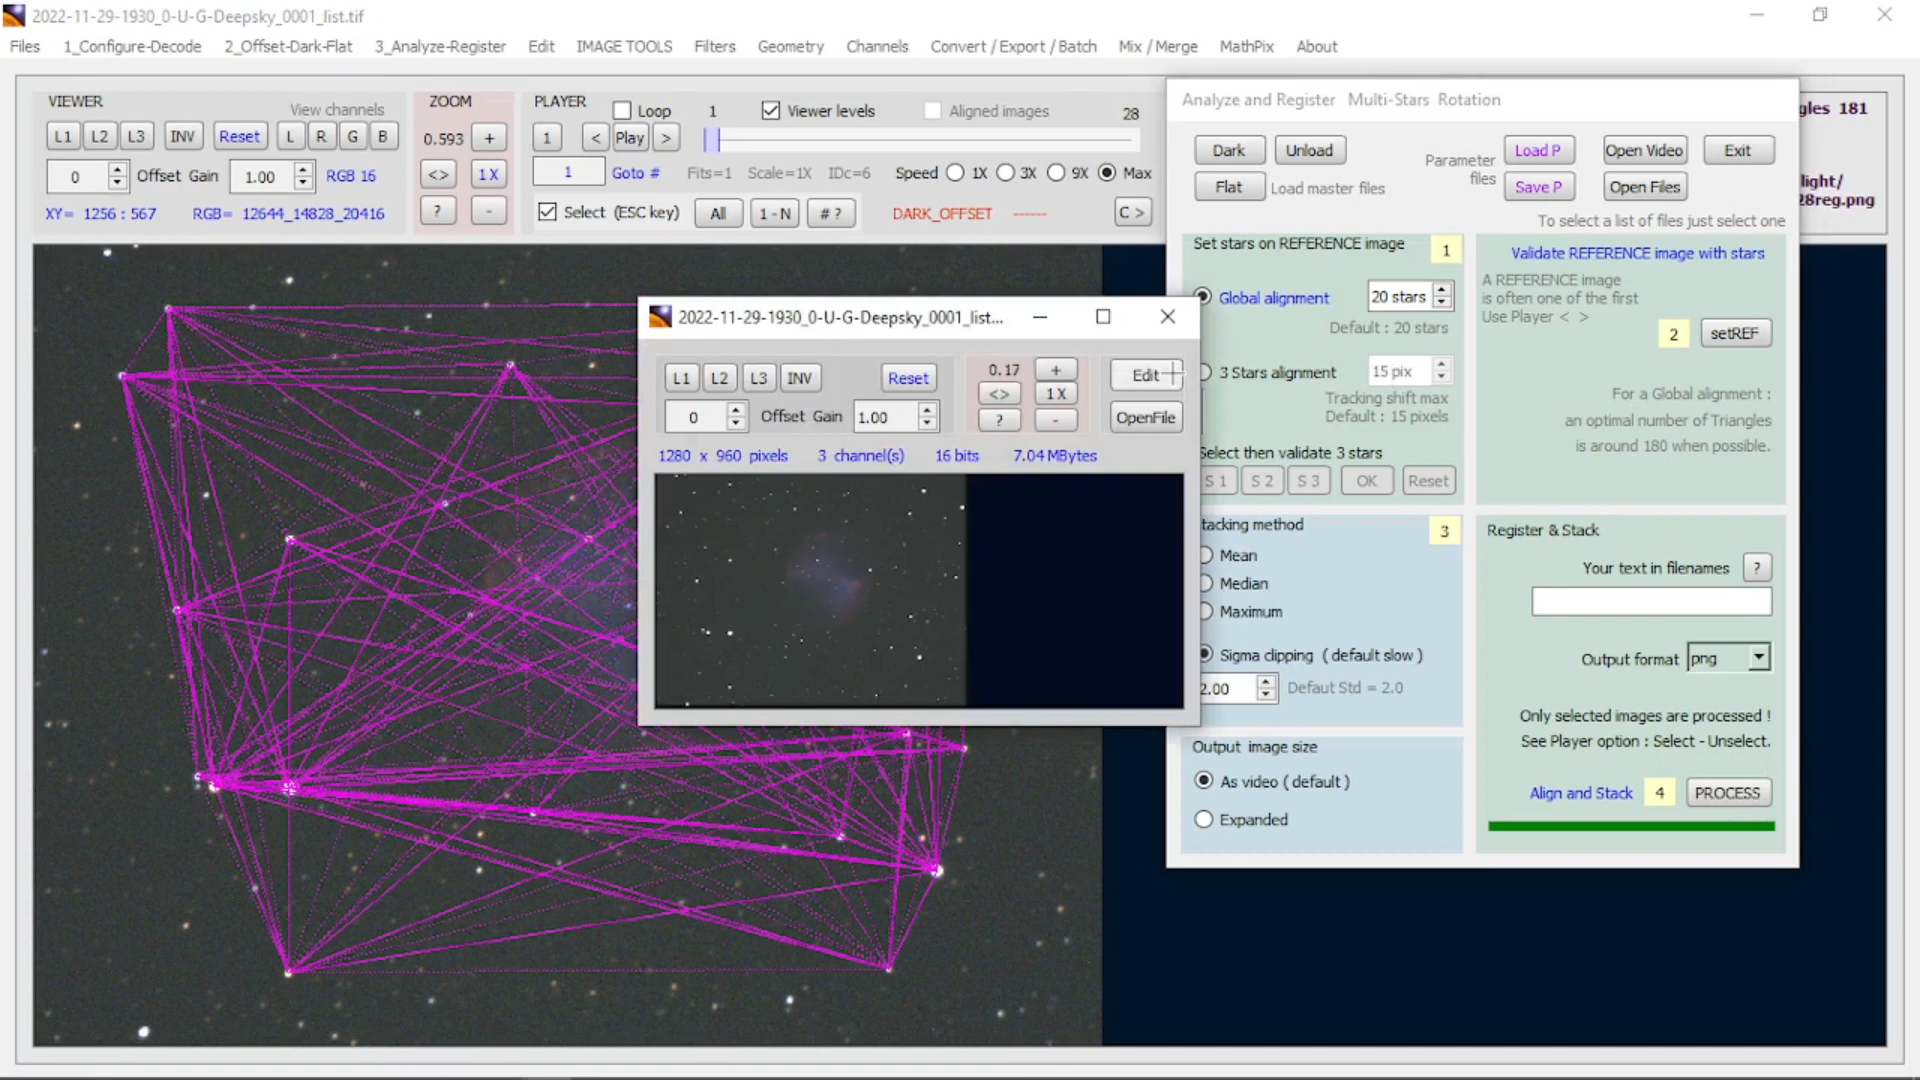 2022-11-29-1930_0-U-G-Deepsky_0001_list.tif
Files 1_Configure-Decode 2_Offset-Dark-Flat 3_Analyze-Register Edit IMAGE TOOLS Filters Geometry Channels Convert / Export / Batch Mix / Merge MathPix About
VIEWER
View channels
L1 L2 L3 INV Reset L R G B
0 Offset Gain 1.00 RGB 16
XY= 1256 : 567 RGB= 12644_14828_20416
ZOOM
0.593 +
<> 1 X
? -
PLAYER Loop 1 Viewer levels Aligned images 28
1 < Play >
1 Goto # Fits=1 Scale=1X IDc=6 Speed 1X 3X 9X Max
Select (ESC key) All 1 - N # ? DARK_OFFSET ------ C >
gles 181
light/
28reg.png
Analyze and Register Multi-Stars Rotation
Dark Unload
Flat Load master files
Parameter
files
Load P
Save P
Open Video Exit
Open Files
To select a list of files just select one
Set stars on REFERENCE image 1
Global alignment 20 stars
Default : 20 stars
3 Stars alignment 15 pix
Tracking shift max
Default : 15 pixels
Select then validate 3 stars
S 1 S 2 S 3 OK Reset
Validate REFERENCE image with stars
A REFERENCE image
is often one of the first
Use Player < >
2 setREF
For a Global alignment :
an optimal number of Triangles
is around 180 when possible.
tacking method 3
Mean
Median
Maximum
Sigma clipping ( default slow )
2.00 Defaut Std = 2.0
Output image size
As video ( default )
Expanded
Register & Stack
Your text in filenames ?
Output format png
Only selected images are processed !
See Player option : Select - Unselect.
Align and Stack 4 PROCESS
2022-11-29-1930_0-U-G-Deepsky_0001_list...
L1 L2 L3 INV Reset
0 Offset Gain 1.00
0.17 +
<> 1 X
? -
Edit
OpenFile
1280 x 960 pixels 3 channel(s) 16 bits 7.04 MBytes